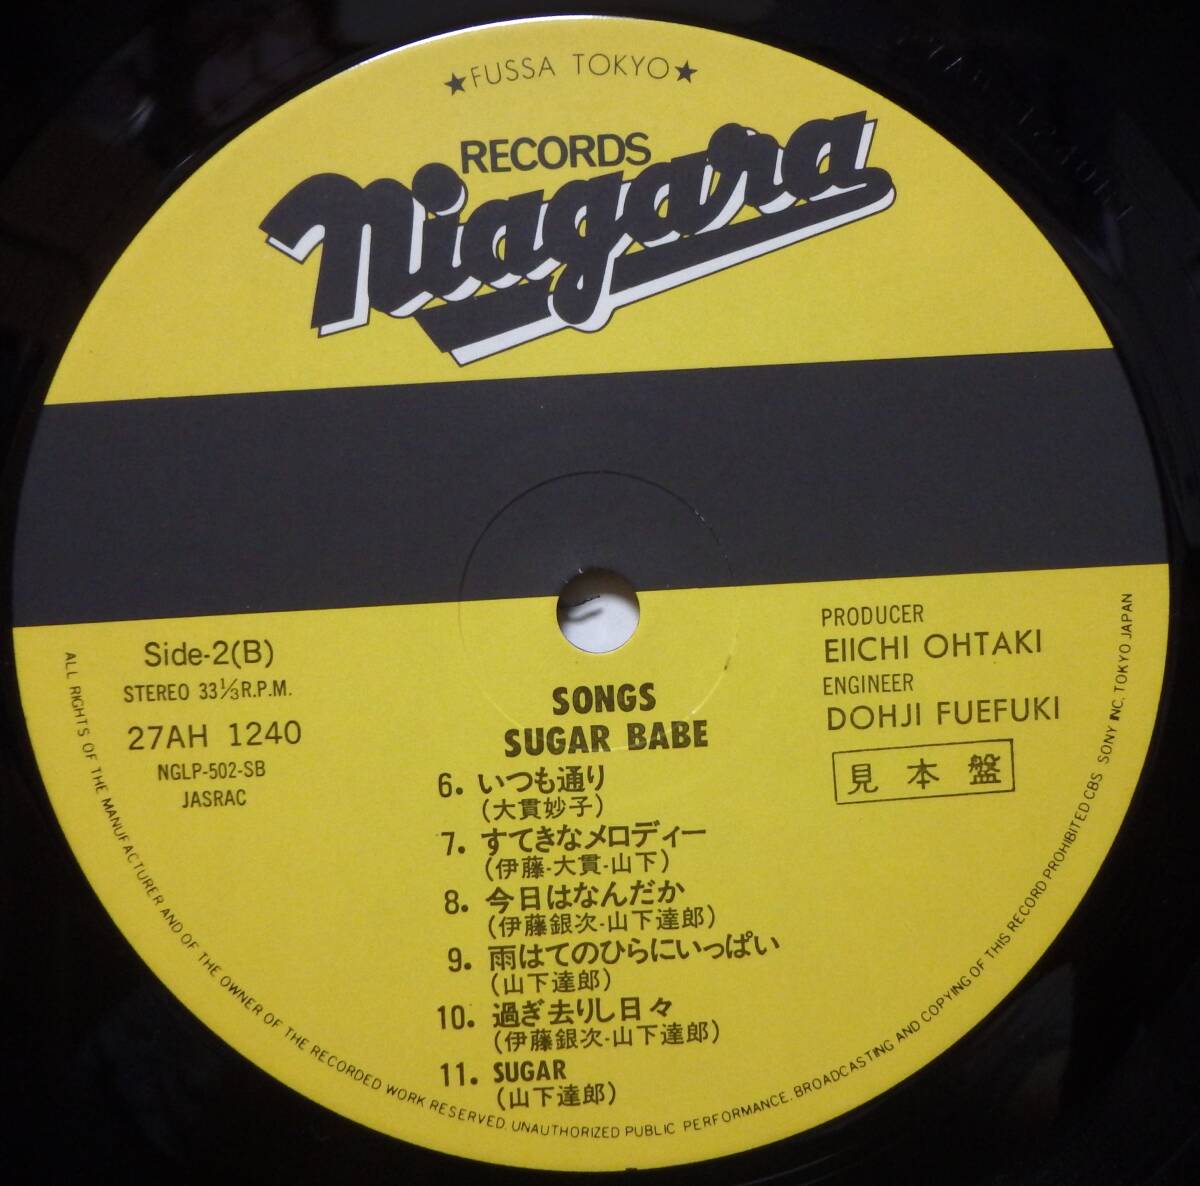 ★FUSSA TOKYO★
RECORDS
Niagara
Side-2(B)
STEREO 33⅓R.P.M.
27AH 1240
NGLP-502-SB
JASRAC
PRODUCER
EIICHI OHTAKI
ENGINEER
DOHJI FUEFUKI
見本盤
SONGS
SUGAR BABE
6. いつも通り
(大貫妙子)
7. すてきなメロディー
(伊藤-大貫-山下)
8. 今日はなんだか
(伊藤銀次-山下達郎)
9. 雨はてのひらにいっぱい
(山下達郎)
10. 過ぎ去りし日々
(伊藤銀次-山下達郎)
11. SUGAR
(山下達郎)
ALL RIGHTS OF THE MANUFACTURER AND OF THE OWNER OF THE RECORDED WORK RESERVED. UNAUTHORIZED PUBLIC PERFORMANCE. BROADCASTING AND COPYING OF THIS RECORD PROHIBITED CBS SONY INC. TOKYO JAPAN